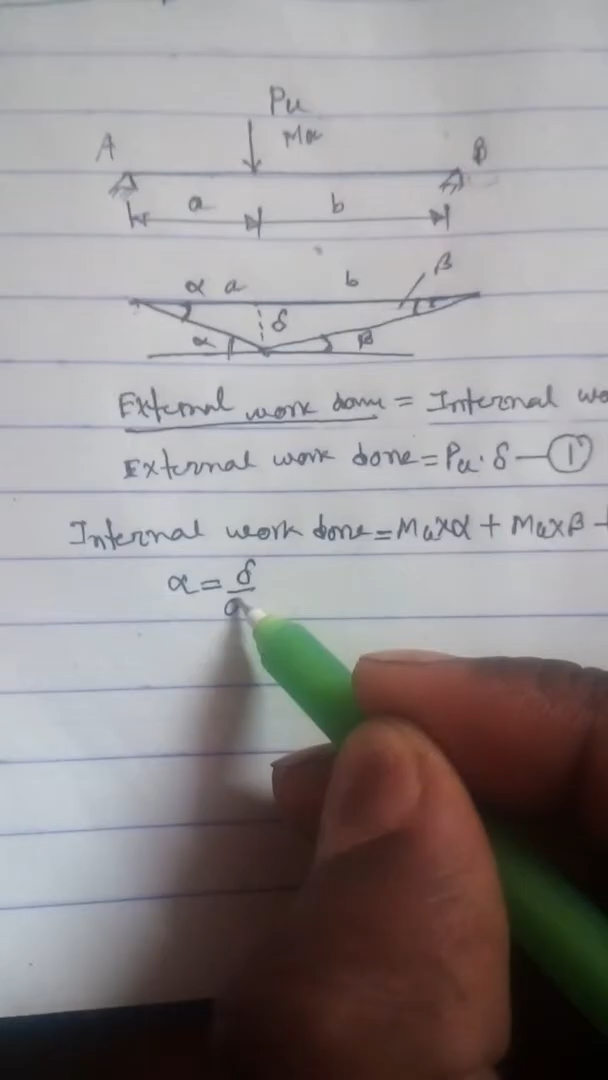 Pu
A Mu B
a b
α a b β
δ
α β
External work done = Internal wo
External work done = Pu·δ — ①
Internal work done = Mu×α + Mu×β —
α = δ/a